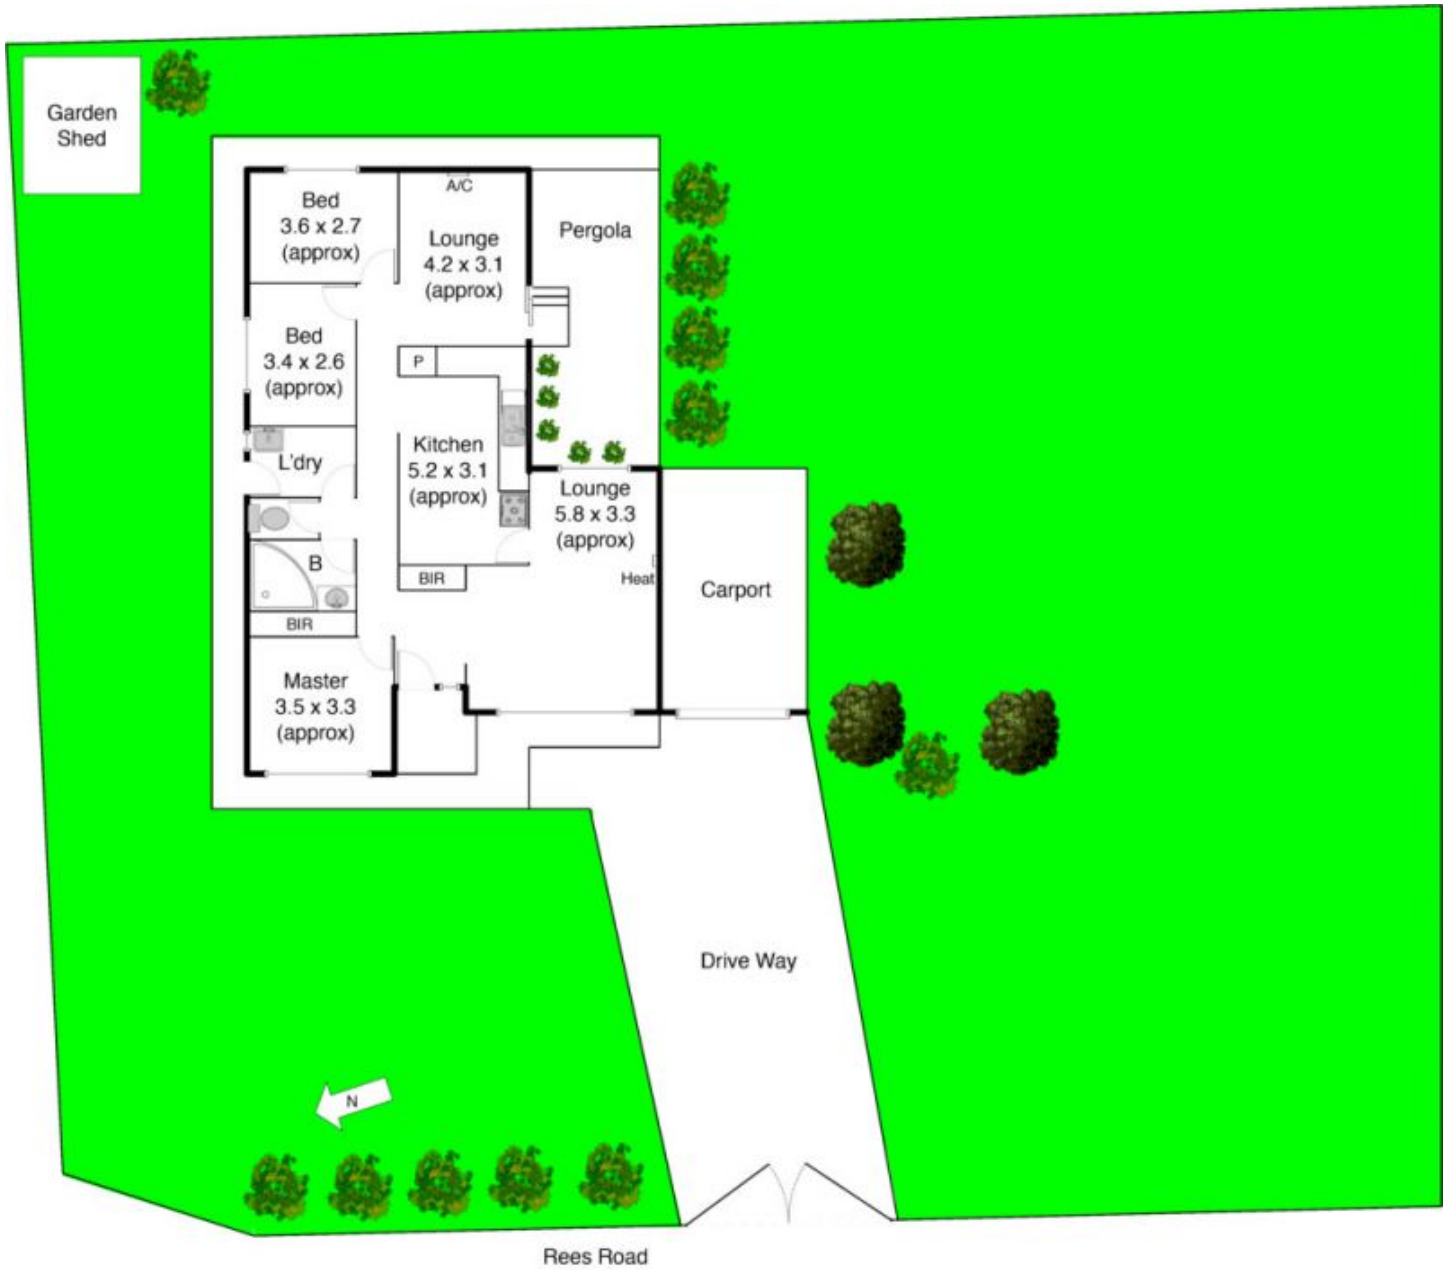 Garden
Shed
Bed
3.6 x 2.7
(approx)
A/C
Lounge
4.2 x 3.1
(approx)
Pergola
Bed
3.4 x 2.6
(approx)
P
L'dry
Kitchen
5.2 x 3.1
(approx)
Lounge
5.8 x 3.3
(approx)
B
BIR
Heat
Carport
BIR
Master
3.5 x 3.3
(approx)
Drive Way
N
Rees Road